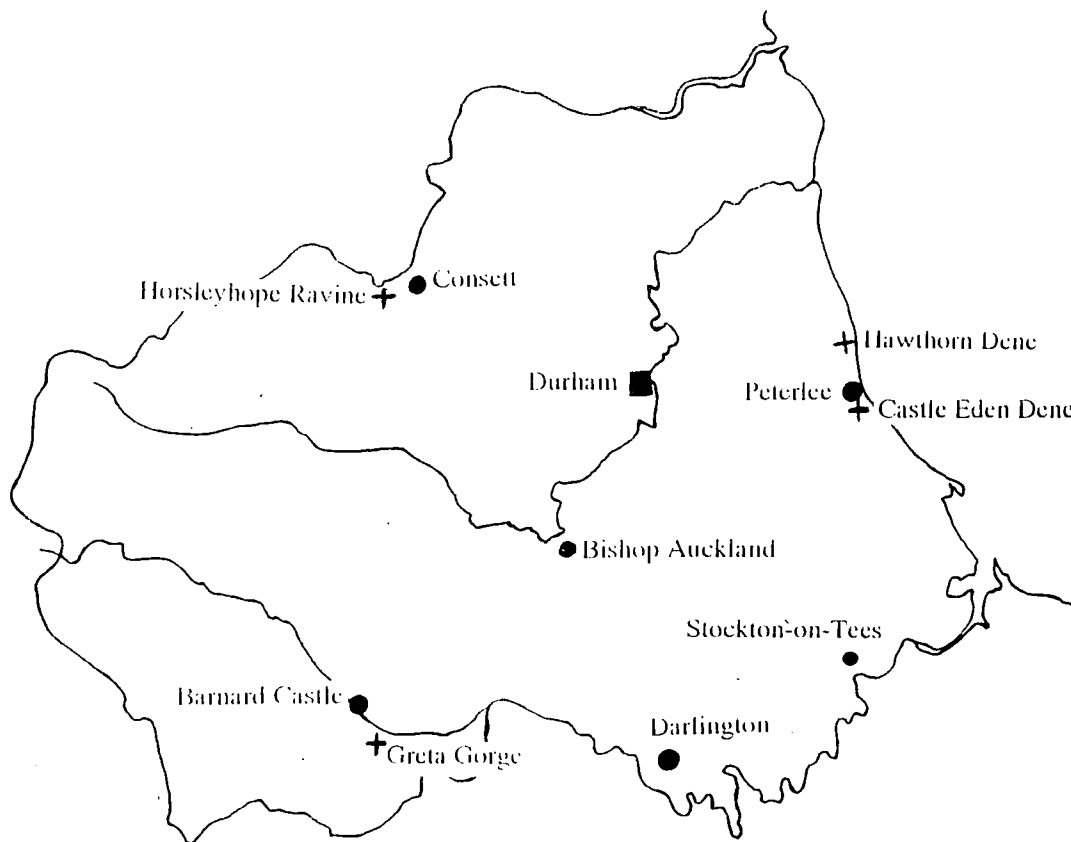 Consett
Horsleyhope Ravine
Hawthorn Dene
Durham
Peterlee
Castle Eden Dene
Bishop Auckland
Stockton-on-Tees
Barnard Castle
Darlington
Greta Gorge